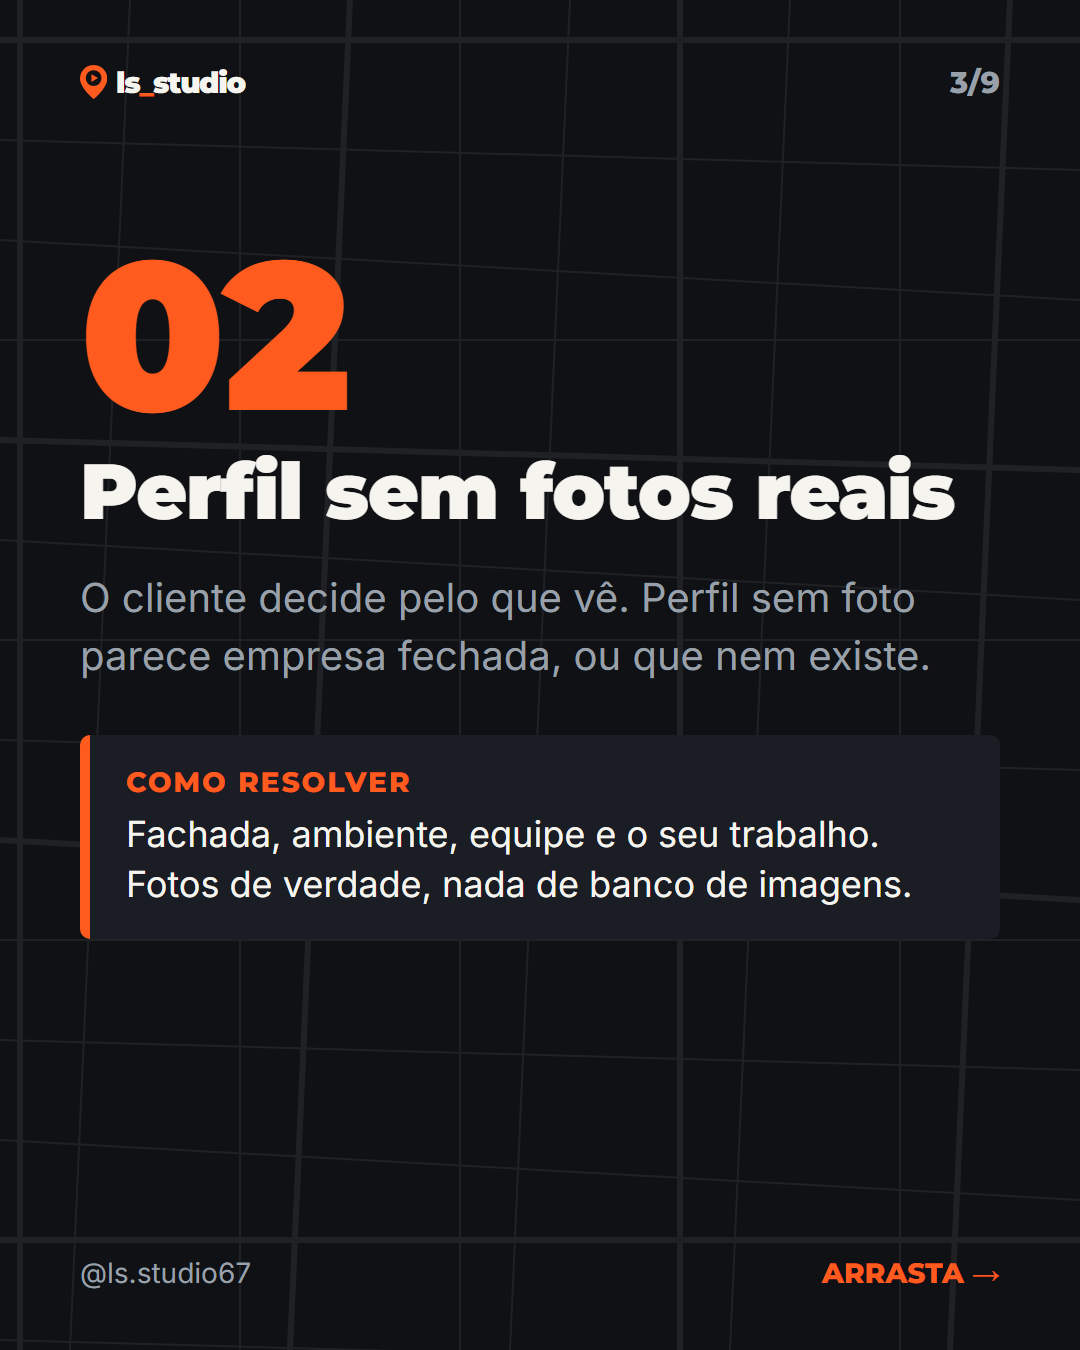 ls_studio
3/9
02
Perfil sem fotos reais
O cliente decide pelo que vê. Perfil sem foto
parece empresa fechada, ou que nem existe.
COMO RESOLVER
Fachada, ambiente, equipe e o seu trabalho.
Fotos de verdade, nada de banco de imagens.
@ls.studio67
ARRASTA →